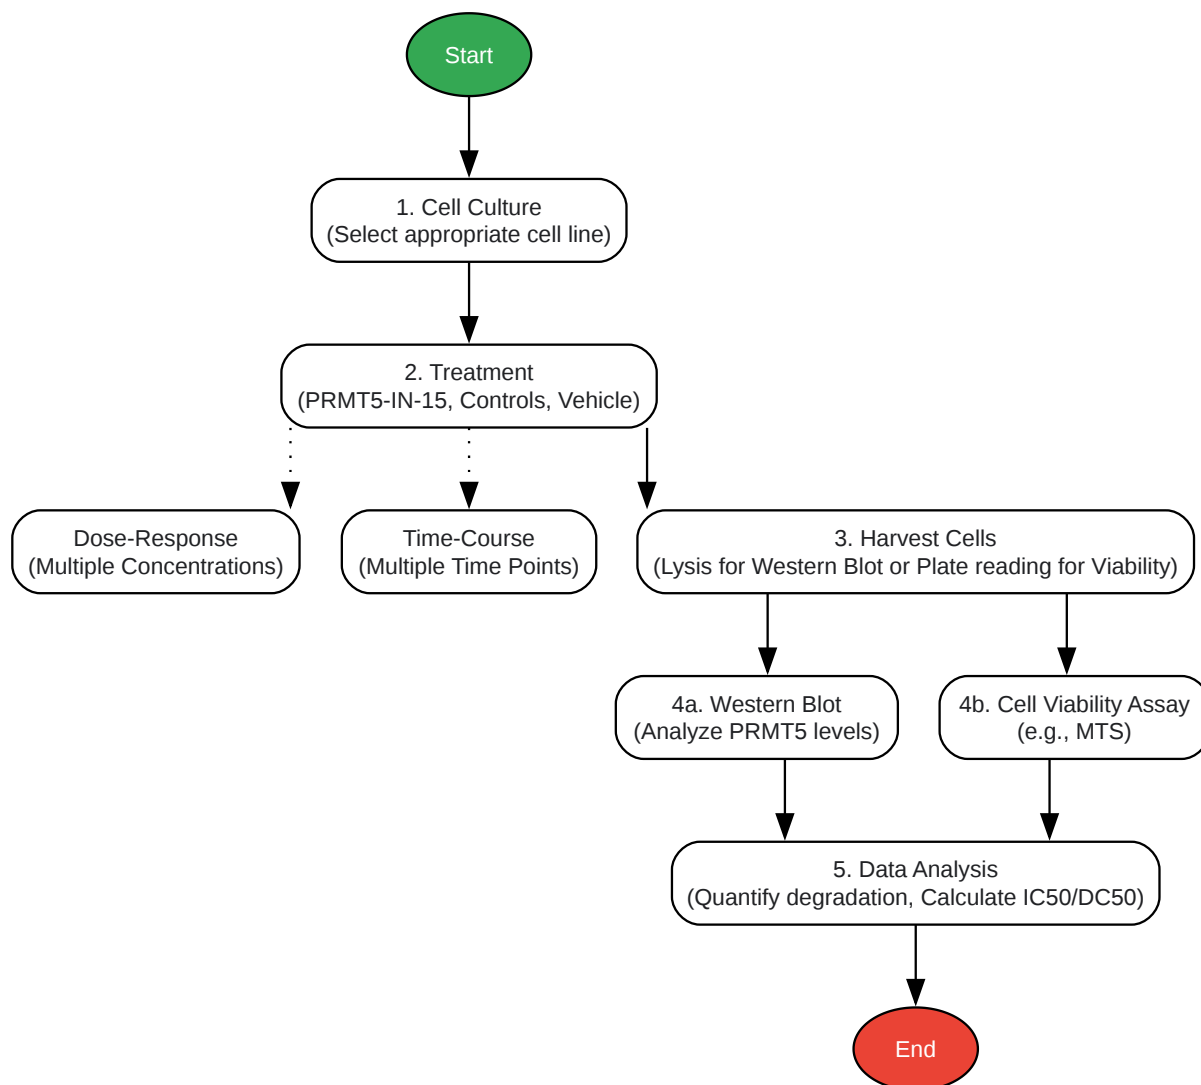 Start
1. Cell Culture
(Select appropriate cell line)
2. Treatment
(PRMT5-IN-15, Controls, Vehicle)
Dose-Response
(Multiple Concentrations)
Time-Course
(Multiple Time Points)
3. Harvest Cells
(Lysis for Western Blot or Plate reading for Viability)
4a. Western Blot
(Analyze PRMT5 levels)
4b. Cell Viability Assay
(e.g., MTS)
5. Data Analysis
(Quantify degradation, Calculate IC50/DC50)
End